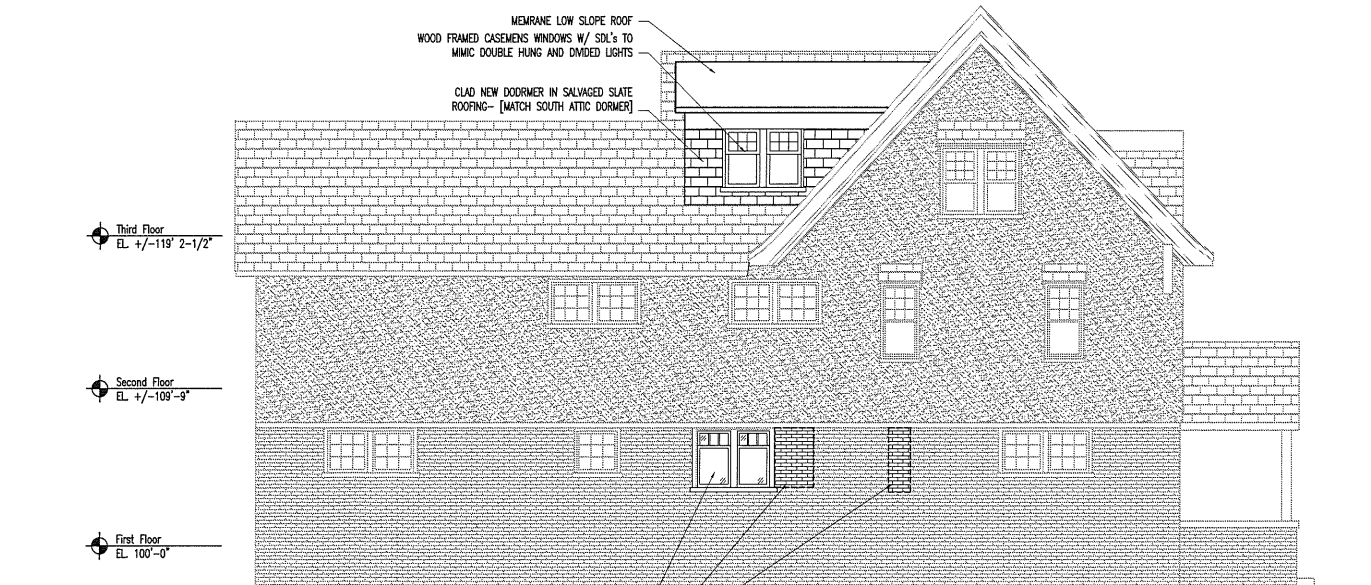 MEMRANE LOW SLOPE ROOF
WOOD FRAMED CASEMENS WINDOWS W/ SDL's TO
MIMIC DOUBLE HUNG AND DIVIDED LIGHTS
CLAD NEW DODRMER IN SALVAGED SLATE
ROOFING- [MATCH SOUTH ATTIC DORMER]
Third Floor
EL. +/-119' 2-1/2"
Second Floor
EL. +/-109'-9"
First Floor
EL. 100'-0"